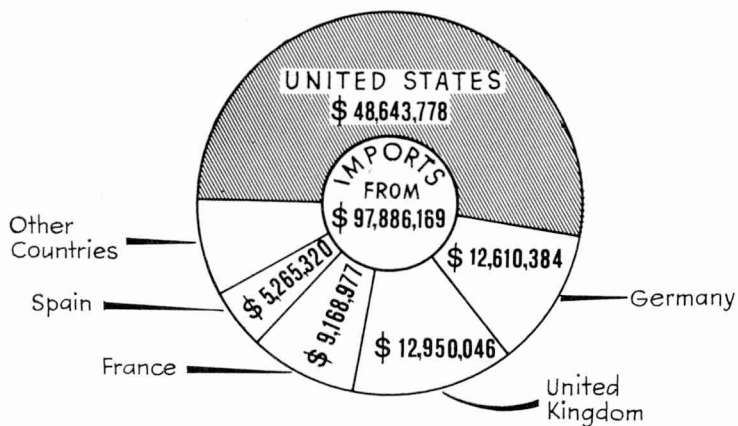 UNITED STATES
$ 48,643,778
IMPORTS
FROM
$ 97,886,169
$ 12,610,384
Germany
$ 12,950,046
United
Kingdom
$ 9,168,977
France
$ 5,265,320
Spain
Other
Countries